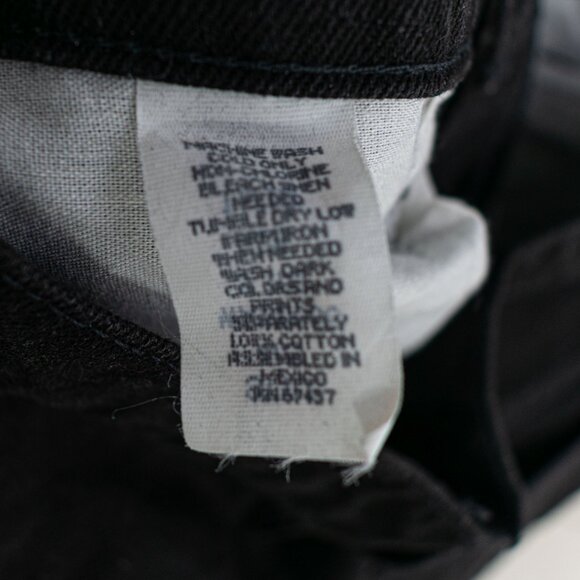 MACHINE WASH
COLD ONLY
NON-CHLORINE
BLEACH WHEN
NEEDED
TUMBLE DRY LOW
WARM IRON
WHEN NEEDED
WASH DARK
COLORS AND
PRINTS
SEPARATELY
100% COTTON
ASSEMBLED IN
MEXICO
RN 67437